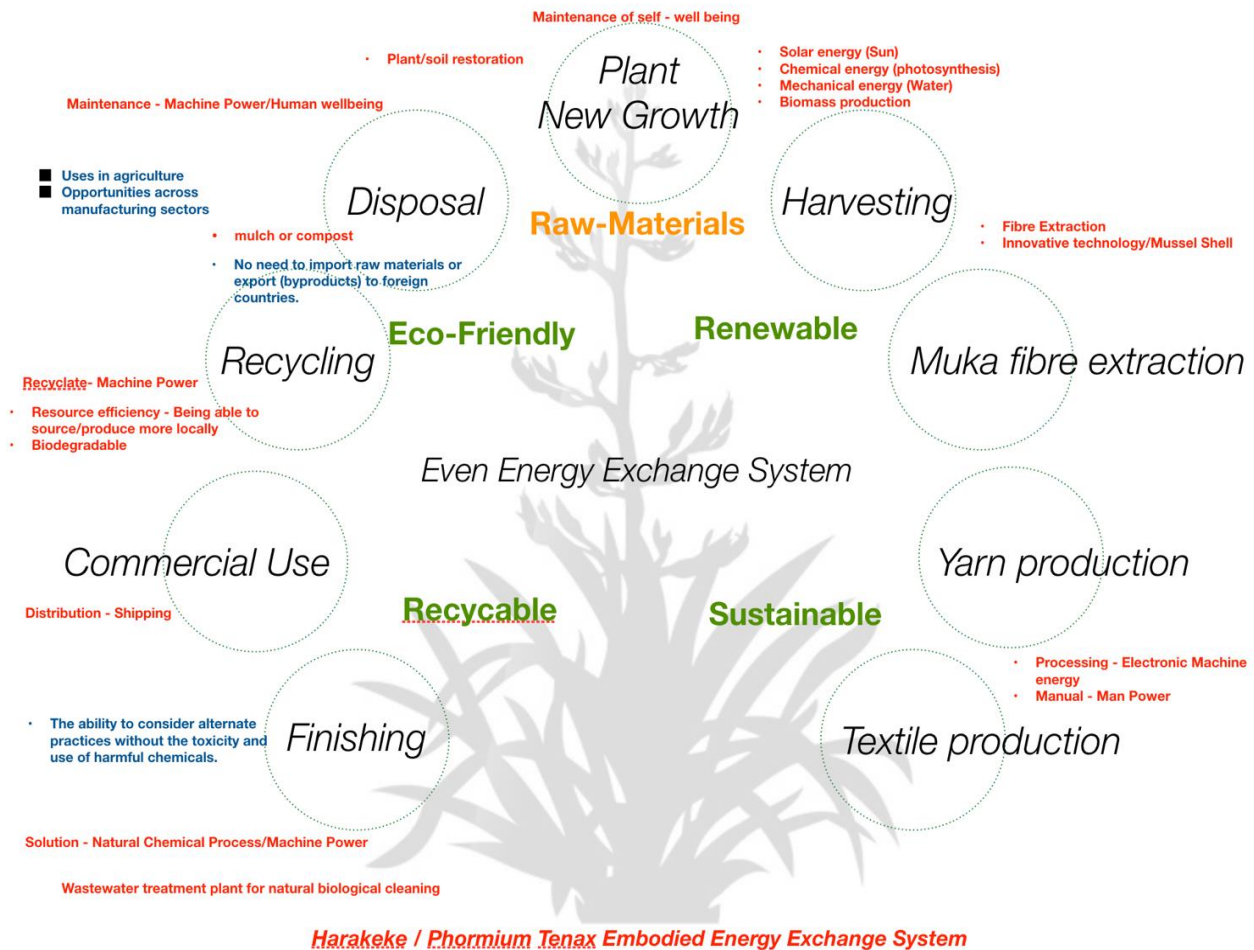 Maintenance of self - well being
Plant
New Growth
• Solar energy (Sun)
• Chemical energy (photosynthesis)
• Mechanical energy (Water)
• Biomass production
• Plant/soil restoration
Maintenance - Machine Power/Human wellbeing
Disposal
Raw-Materials
Harvesting
■ Uses in agriculture
■ Opportunities across
manufacturing sectors
• mulch or compost
• No need to import raw materials or
export (byproducts) to foreign
countries.
• Fibre Extraction
• Innovative technology/Mussel Shell
Eco-Friendly
Renewable
Recycling
Muka fibre extraction
Recyclate- Machine Power
• Resource efficiency - Being able to
source/produce more locally
• Biodegradable
Even Energy Exchange System
Commercial Use
Yarn production
Distribution - Shipping
Recycable
Sustainable
• Processing - Electronic Machine
energy
• Manual - Man Power
• The ability to consider alternate
practices without the toxicity and
use of harmful chemicals.
Finishing
Textile production
Solution - Natural Chemical Process/Machine Power
Wastewater treatment plant for natural biological cleaning
Harakeke / Phormium Tenax Embodied Energy Exchange System